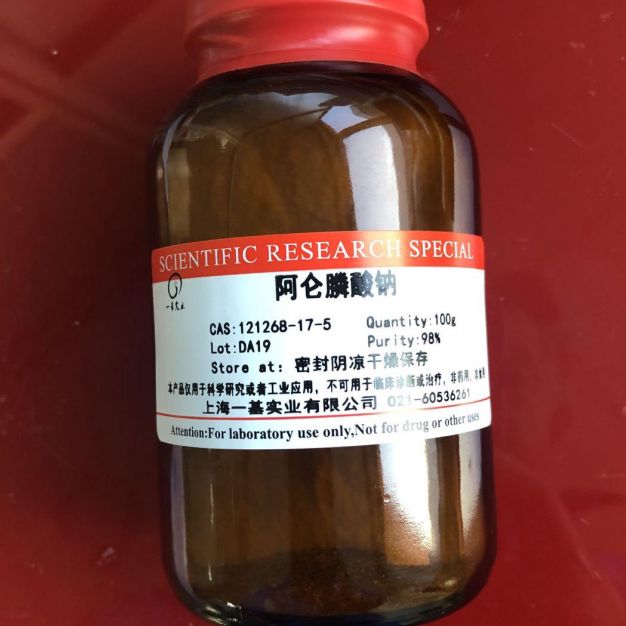 SCIENTIFIC RESEARCH SPECIAL
阿仑膦酸钠
CAS:121268-17-5 Quantity:100g
Lot:DA19 Purity:98%
Store at: 密封阴凉干燥保存
本产品仅用于科学研究或者工业应用，不可用于临床诊断或治疗，非药用，非食用
上海一基实业有限公司 021-60536261
Attention:For laboratory use only,Not for drug or other uses
一基实业